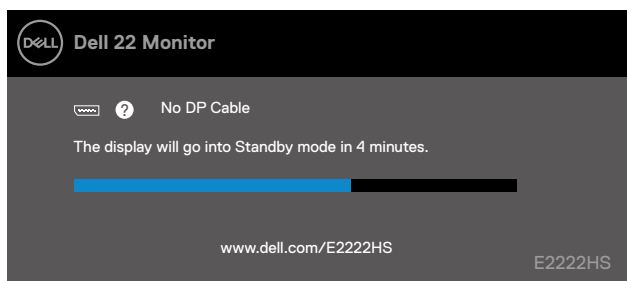 DELL Dell 22 Monitor
? No DP Cable
The display will go into Standby mode in 4 minutes.
www.dell.com/E2222HS
E2222HS